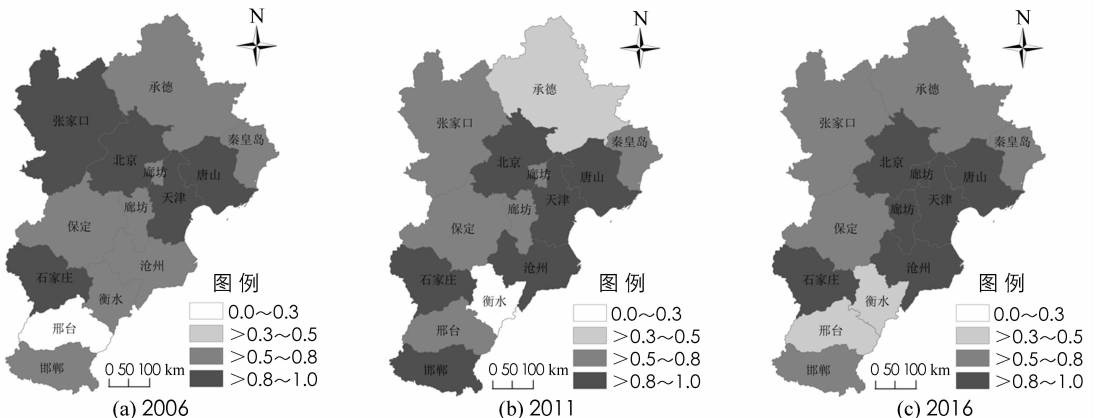 N
承德
张家口
秦皇岛
北京
廊坊
唐山
天津
廊坊
保定
沧州
石家庄
衡水
邢台
邯郸
图例
0.0～0.3
>0.3～0.5
>0.5～0.8
>0.8～1.0
0 50 100 km
(a) 2006
N
承德
张家口
秦皇岛
北京
廊坊
唐山
天津
廊坊
保定
沧州
石家庄
衡水
邢台
邯郸
图例
0.0～0.3
>0.3～0.5
>0.5～0.8
>0.8～1.0
0 50 100 km
(b) 2011
N
承德
张家口
秦皇岛
北京
廊坊
唐山
天津
廊坊
保定
沧州
石家庄
衡水
邢台
邯郸
图例
0.0～0.3
>0.3～0.5
>0.5～0.8
>0.8～1.0
0 50 100 km
(c) 2016